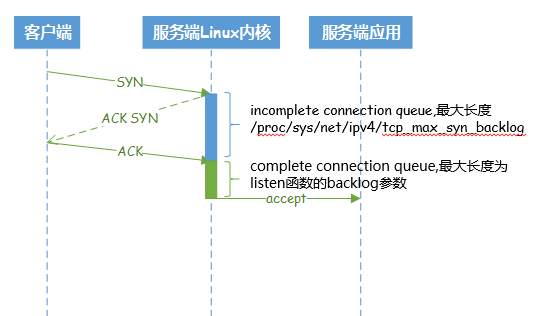 客户端
服务端Linux内核
服务端应用
SYN
ACK SYN
ACK
incomplete connection queue,最大长度
/proc/sys/net/ipv4/tcp_max_syn_backlog
complete connection queue,最大长度为
listen函数的backlog参数
accept